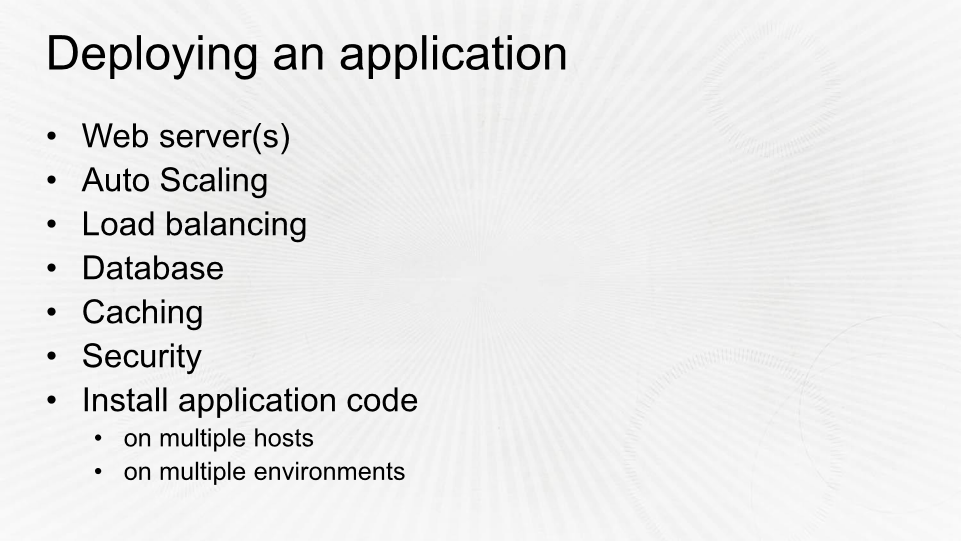 Deploying an application
• Web server(s)
• Auto Scaling
• Load balancing
• Database
• Caching
• Security
• Install application code
• on multiple hosts
• on multiple environments